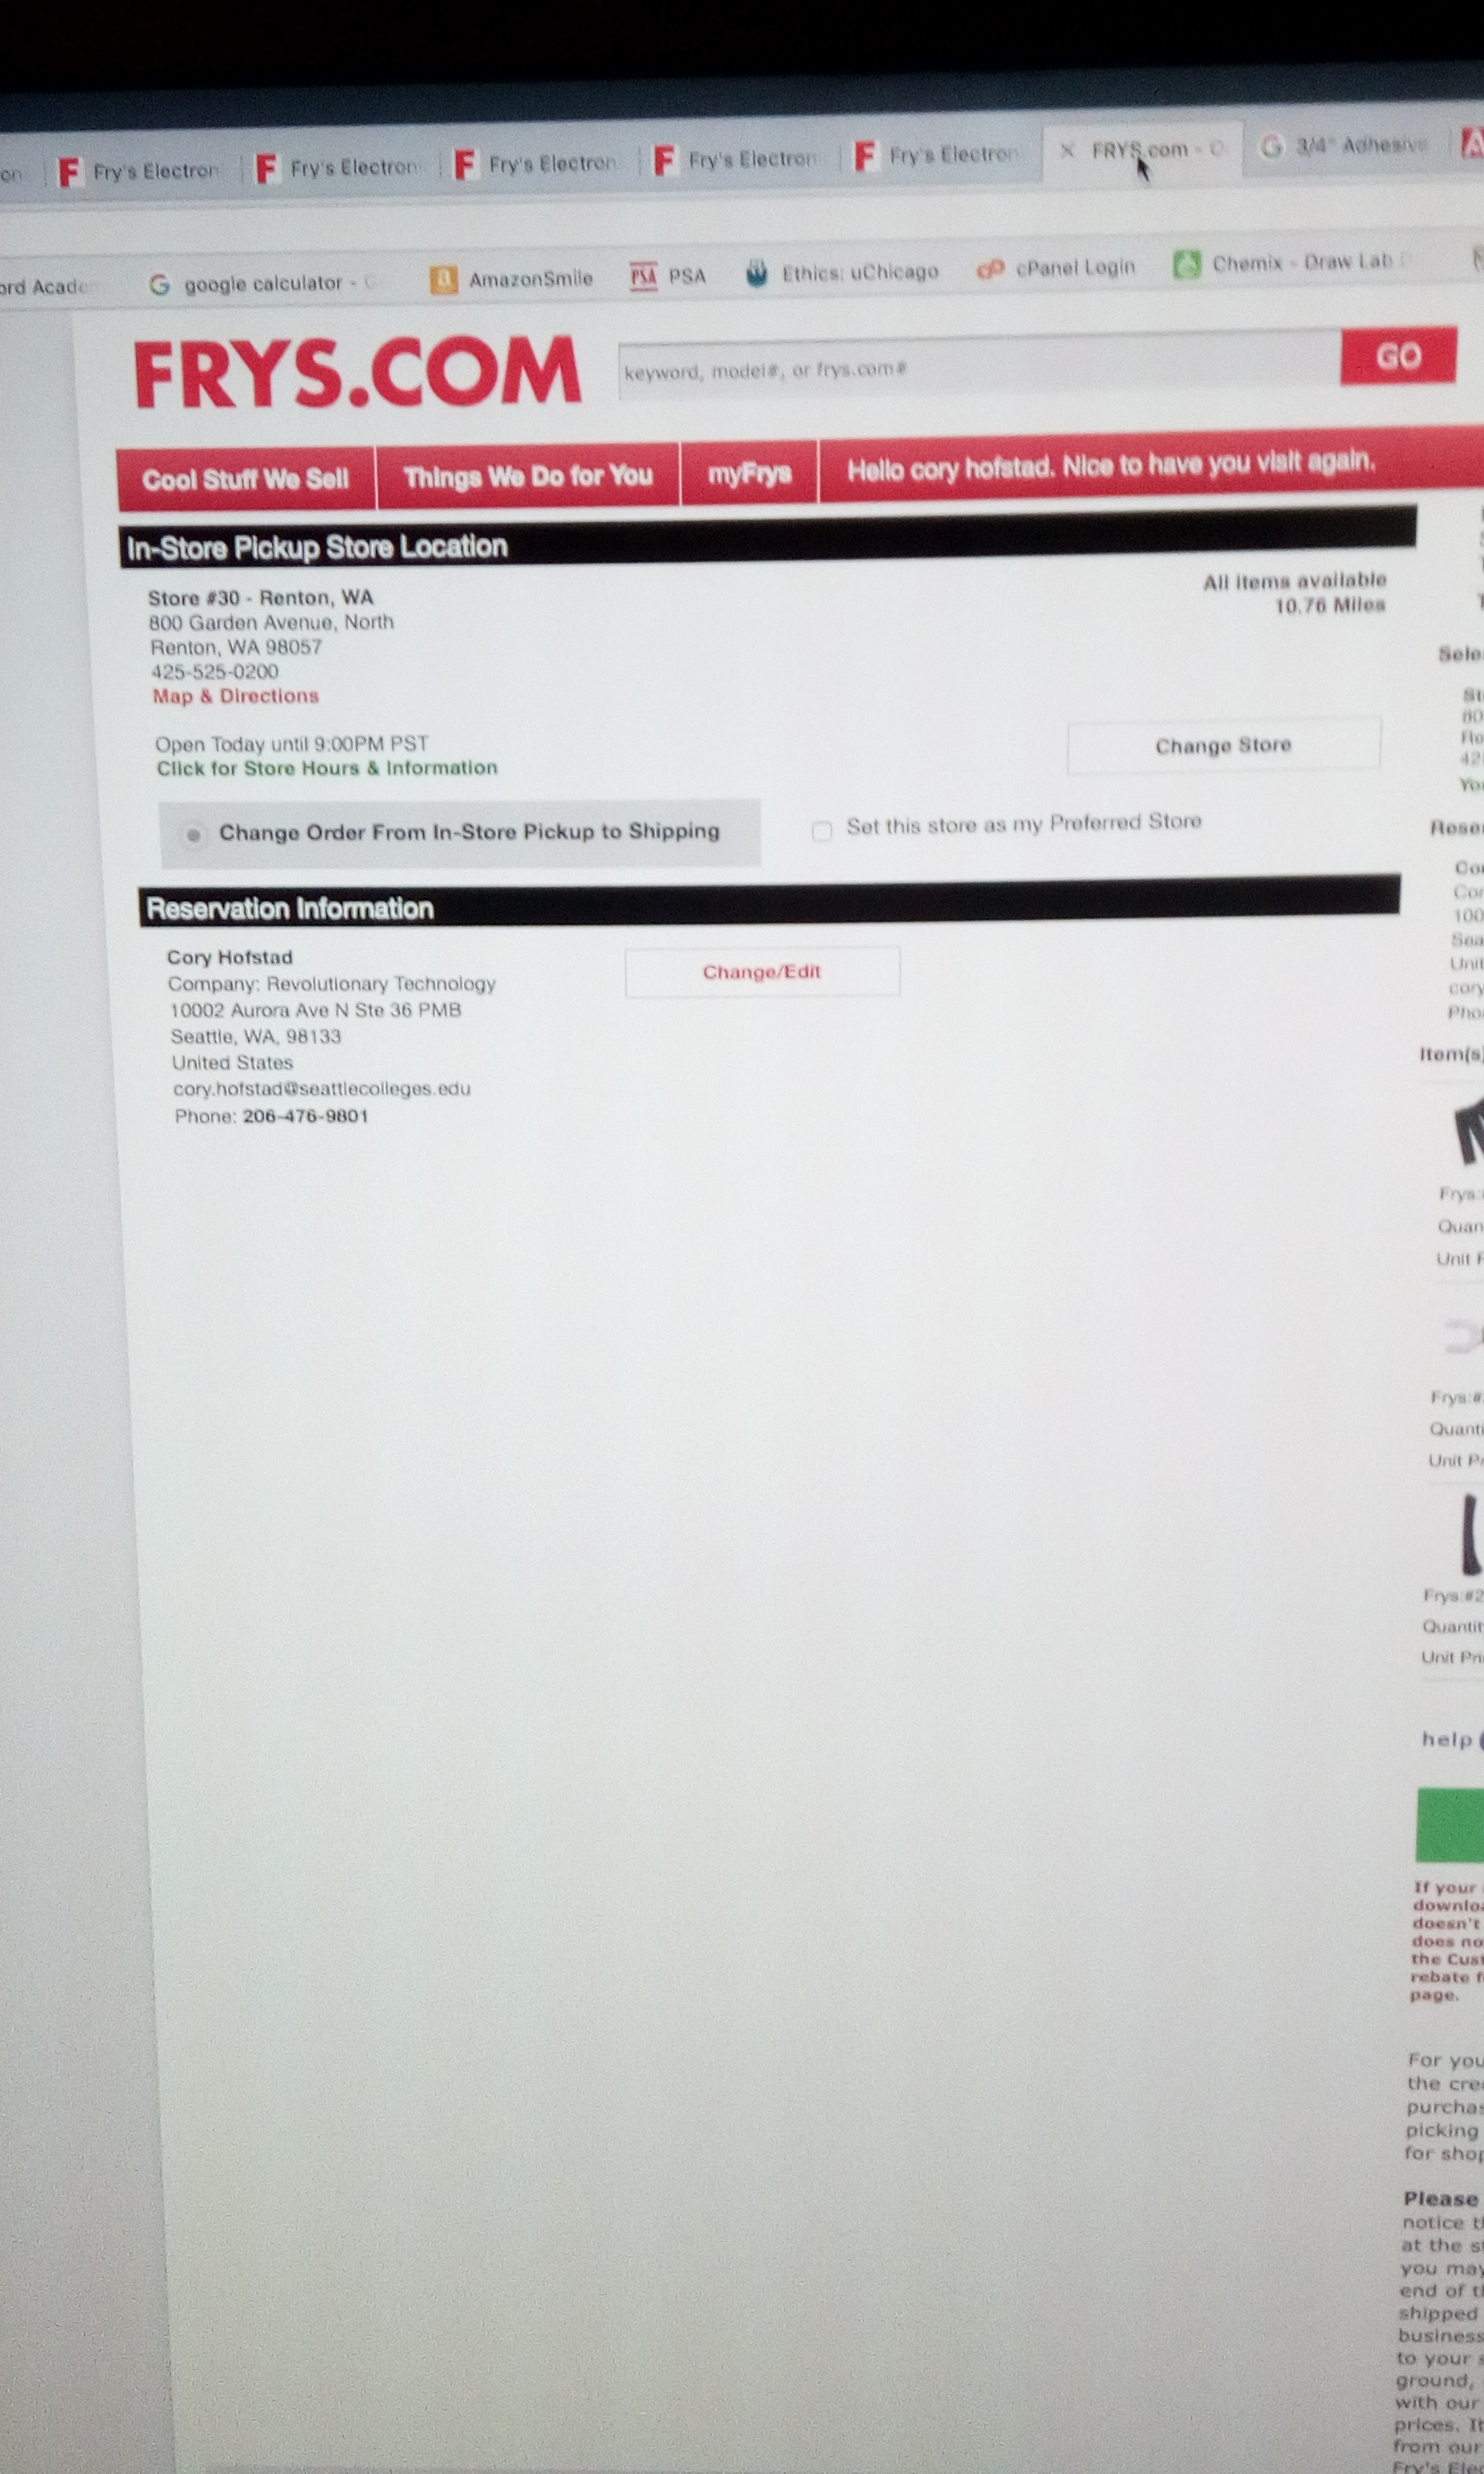 on
Fry's Electron
Fry's Electron
Fry's Electron
Fry's Electron
Fry's Electron
FRYS.com -
3/4" Adhesive
ord Acade
google calculator -
AmazonSmile
PSA PSA
Ethics: uChicago
cPanel Login
Chemix - Draw Lab
FRYS.COM
keyword, model#, or frys.com#
GO
Cool Stuff We Sell
Things We Do for You
myFrys
Hello cory hofstad. Nice to have you visit again.
In-Store Pickup Store Location
Store #30 - Renton, WA
800 Garden Avenue, North
Renton, WA 98057
425-525-0200
Map & Directions
All items available
10.76 Miles
Open Today until 9:00PM PST
Click for Store Hours & Information
Change Store
Change Order From In-Store Pickup to Shipping
Set this store as my Preferred Store
Reservation Information
Cory Hofstad
Company: Revolutionary Technology
10002 Aurora Ave N Ste 36 PMB
Seattle, WA, 98133
United States
cory.hofstad@seattlecolleges.edu
Phone: 206-476-9801
Change/Edit
Sele
42
You
Reser
Cor
100
Sea
Unit
cory
Pho
Item(s)
Frys:
Quan
Unit P
Frys:#
Quanti
Unit Pr
Frys:#2
Quantit
Unit Pri
help
If your
downloa
doesn't
does no
the Cust
rebate f
page.
For you
the cre
purchas
picking
for shop
Please
notice th
at the st
you may
end of th
shipped
business
to your s
ground,
with our
prices. It
from our
Fry's Ele